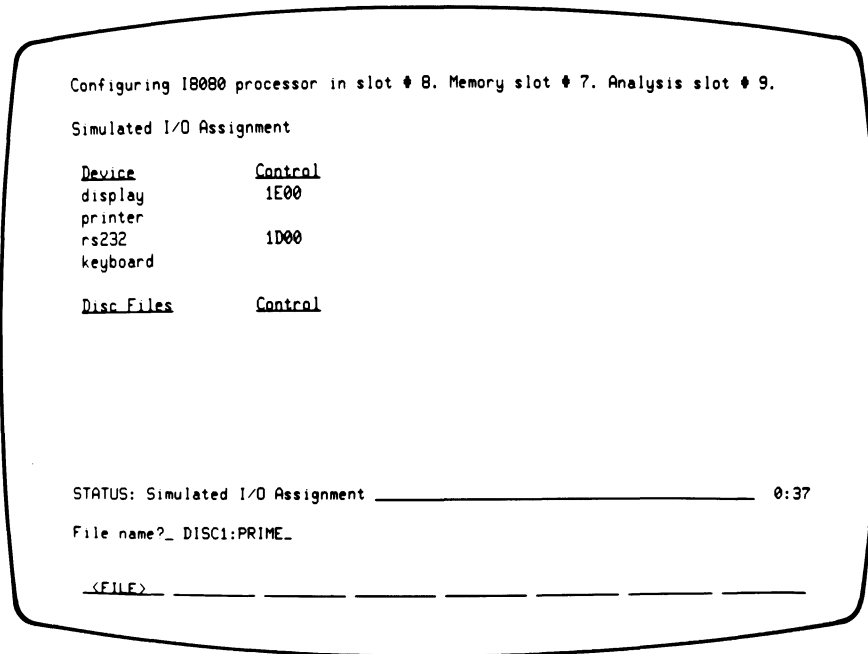 Configuring I8080 processor in slot # 8. Memory slot # 7. Analysis slot # 9.
Simulated I/O Assignment
Device Control
display 1E00
printer
rs232 1D00
keyboard
Disc Files Control
STATUS: Simulated I/O Assignment 0:37
File name?_ DISC1:PRIME_
<FILE>